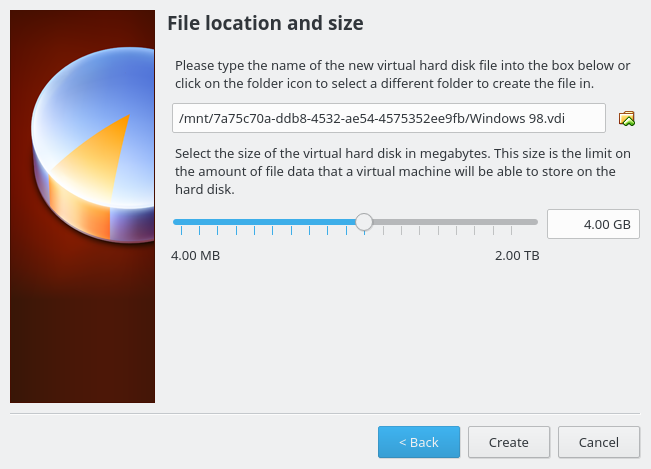 File location and size
Please type the name of the new virtual hard disk file into the box below or
click on the folder icon to select a different folder to create the file in.
/mnt/7a75c70a-ddb8-4532-ae54-4575352ee9fb/Windows 98.vdi
Select the size of the virtual hard disk in megabytes. This size is the limit on
the amount of file data that a virtual machine will be able to store on the
hard disk.
4.00 GB
4.00 MB 2.00 TB
< Back Create Cancel